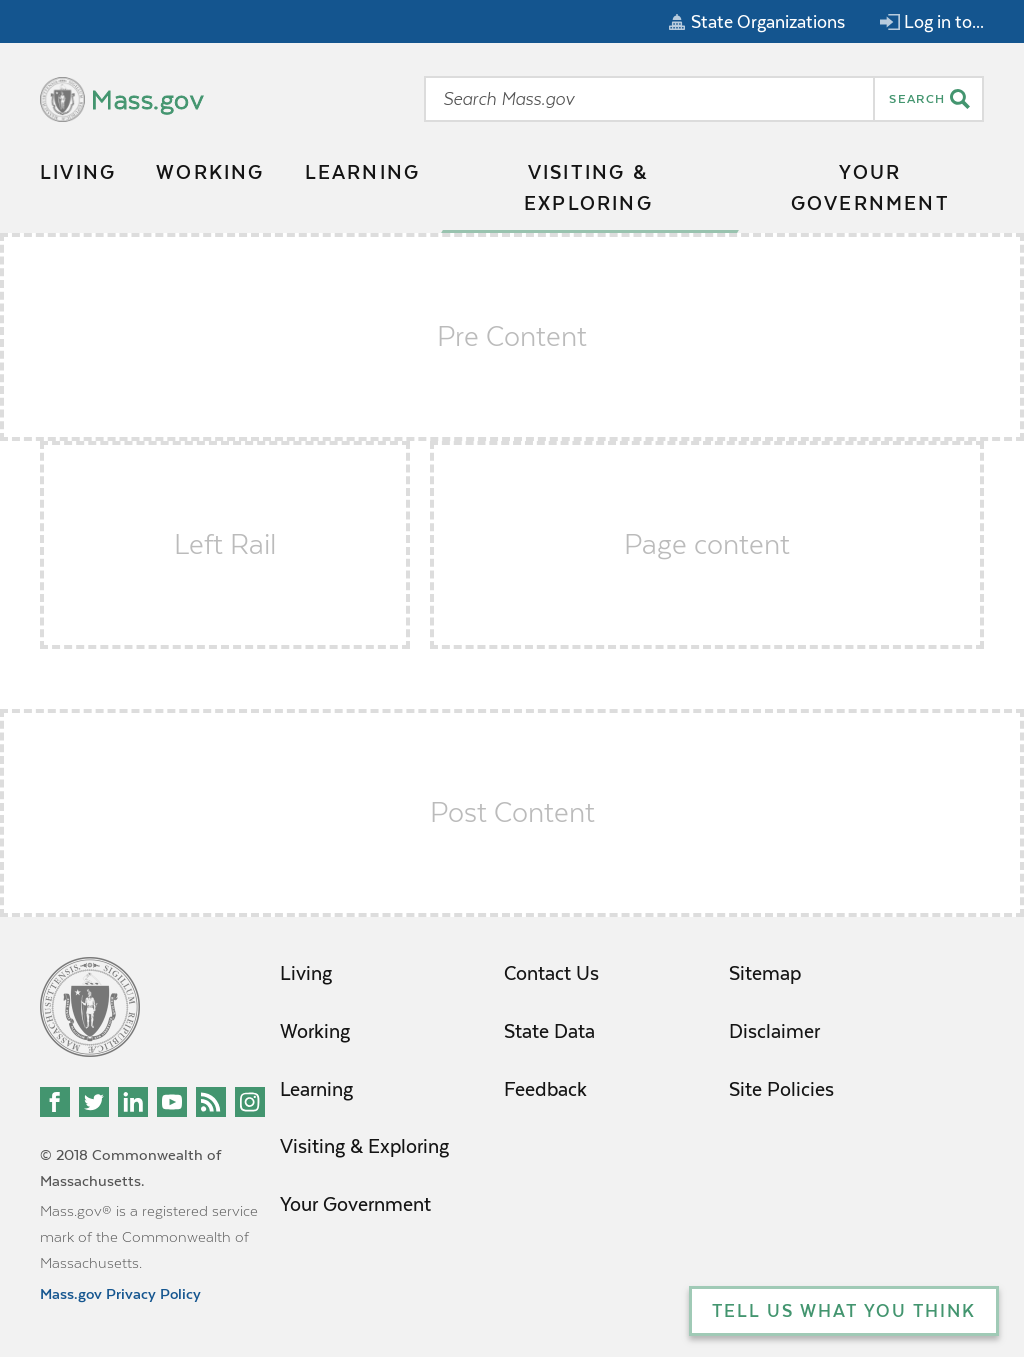 State Organizations
Log in to...
Mass.gov
Search Mass.gov
SEARCH
LIVING
WORKING
LEARNING
VISITING &
EXPLORING
YOUR
GOVERNMENT
Pre Content
Left Rail
Page content
Post Content
Living
Working
Learning
Visiting & Exploring
Your Government
Contact Us
State Data
Feedback
Sitemap
Disclaimer
Site Policies
© 2018 Commonwealth of
Massachusetts.
Mass.gov® is a registered service
mark of the Commonwealth of
Massachusetts.
Mass.gov Privacy Policy
TELL US WHAT YOU THINK